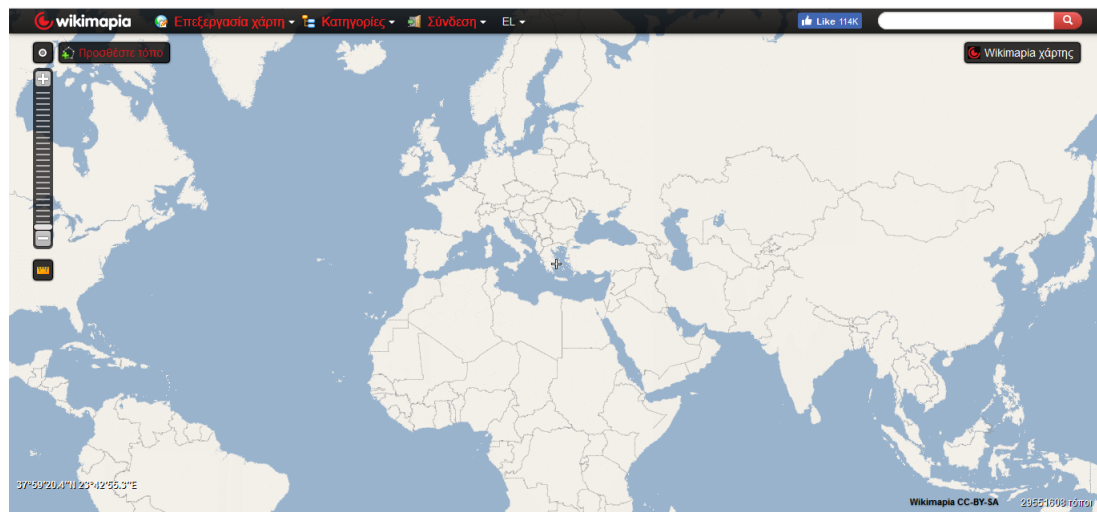 wikimapia Επεξεργασία χάρτη Κατηγορίες Σύνδεση EL Like 114K
Προσθέστε τόπο Wikimapia χάρτης
37°59'20.4"N 23°42'55.3"E
Wikimapia CC-BY-SA 29551608 τόποι